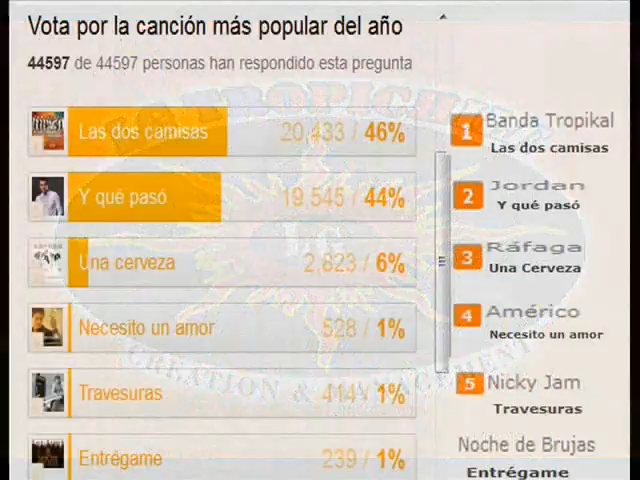 Vota por la canción más popular del año
44597 de 44597 personas han respondido esta pregunta
Las dos camisas 20,433 / 46%
Y qué pasó 19,545 / 44%
Una cerveza 2,823 / 6%
Necesito un amor 528 / 1%
Travesuras 414 / 1%
Entrégame 239 / 1%
1 Banda Tropikal
Las dos camisas
2 Jordan
Y qué pasó
3 Ráfaga
Una Cerveza
4 Américo
Necesito un amor
5 Nicky Jam
Travesuras
Noche de Brujas
Entrégame